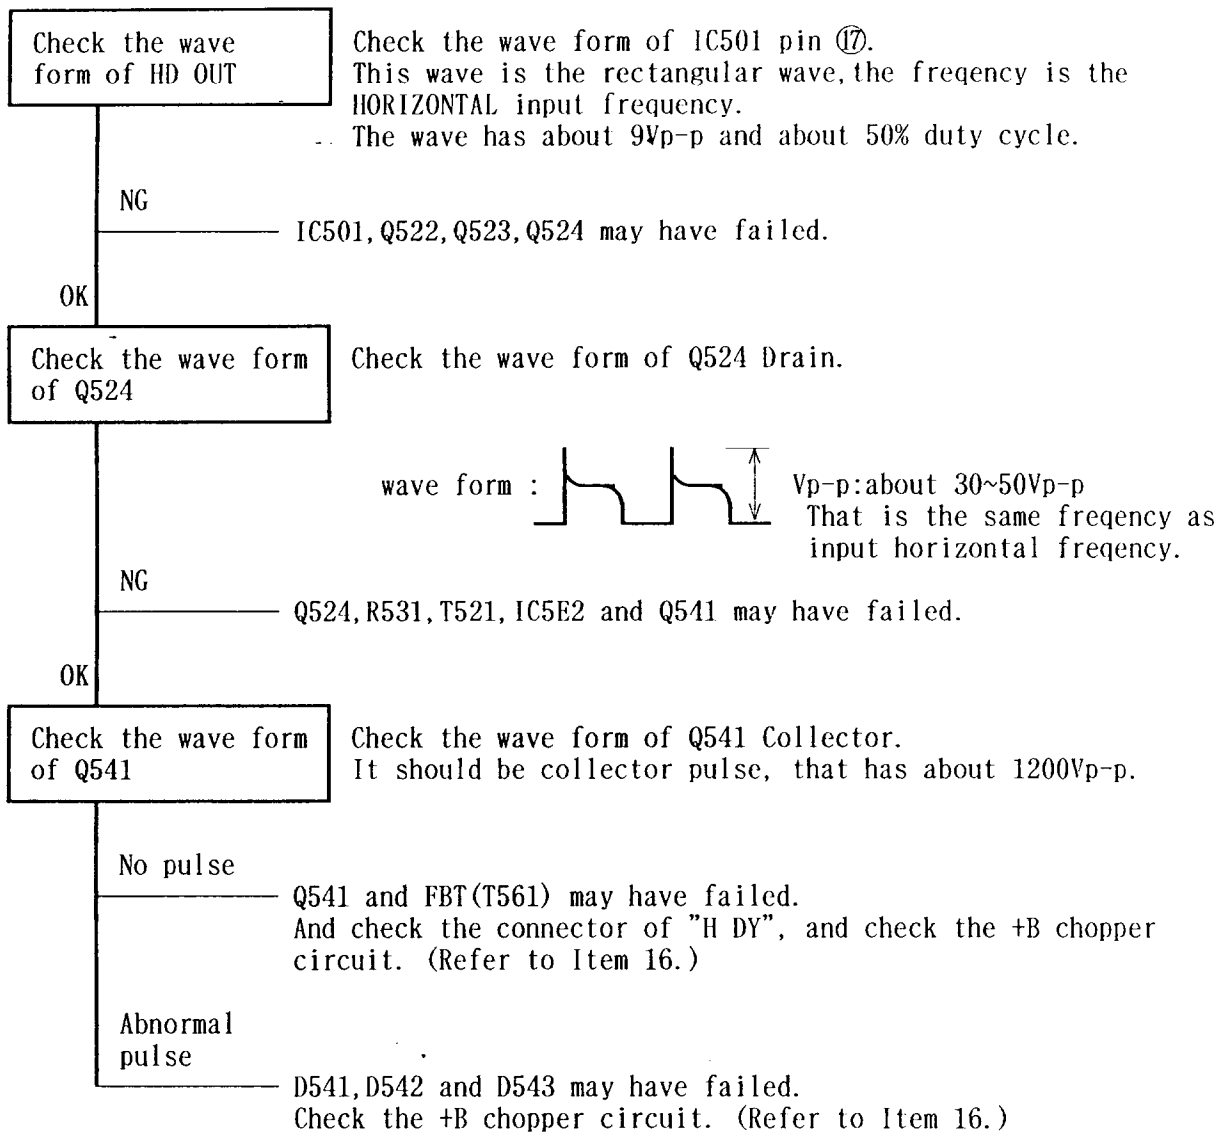 Check the wave
form of HD OUT
Check the wave form of IC501 pin ⑰.
This wave is the rectangular wave, the freqency is the
HORIZONTAL input frequency.
The wave has about 9Vp-p and about 50% duty cycle.
NG
IC501, Q522, Q523, Q524 may have failed.
OK
Check the wave form
of Q524
Check the wave form of Q524 Drain.
wave form :
Vp-p:about 30~50Vp-p
That is the same freqency as
input horizontal freqency.
NG
Q524, R531, T521, IC5E2 and Q541 may have failed.
OK
Check the wave form
of Q541
Check the wave form of Q541 Collector.
It should be collector pulse, that has about 1200Vp-p.
No pulse
Q541 and FBT(T561) may have failed.
And check the connector of "H DY", and check the +B chopper
circuit. (Refer to Item 16.)
Abnormal
pulse
D541, D542 and D543 may have failed.
Check the +B chopper circuit. (Refer to Item 16.)